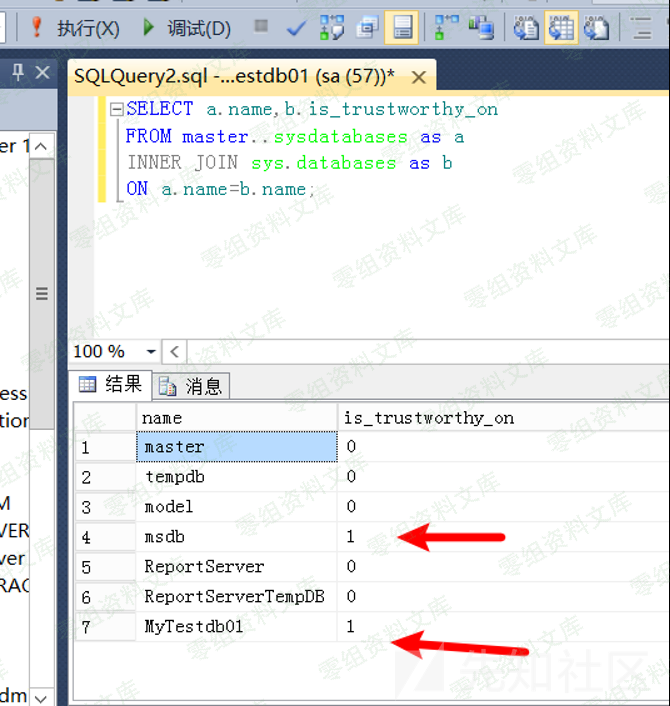 执行(X) 调试(D)
SQLQuery2.sql -...estdb01 (sa (57))*
SELECT a.name,b.is_trustworthy_on
FROM master..sysdatabases as a
INNER JOIN sys.databases as b
ON a.name=b.name;
er 1
100 %
结果 消息
name is_trustworthy_on
1 master 0
2 tempdb 0
3 model 0
4 msdb 1
5 ReportServer 0
6 ReportServerTempDB 0
7 MyTestdb01 1
ess
tion
M
VER
ver
RAC
dm
零组资料文库
先知社区